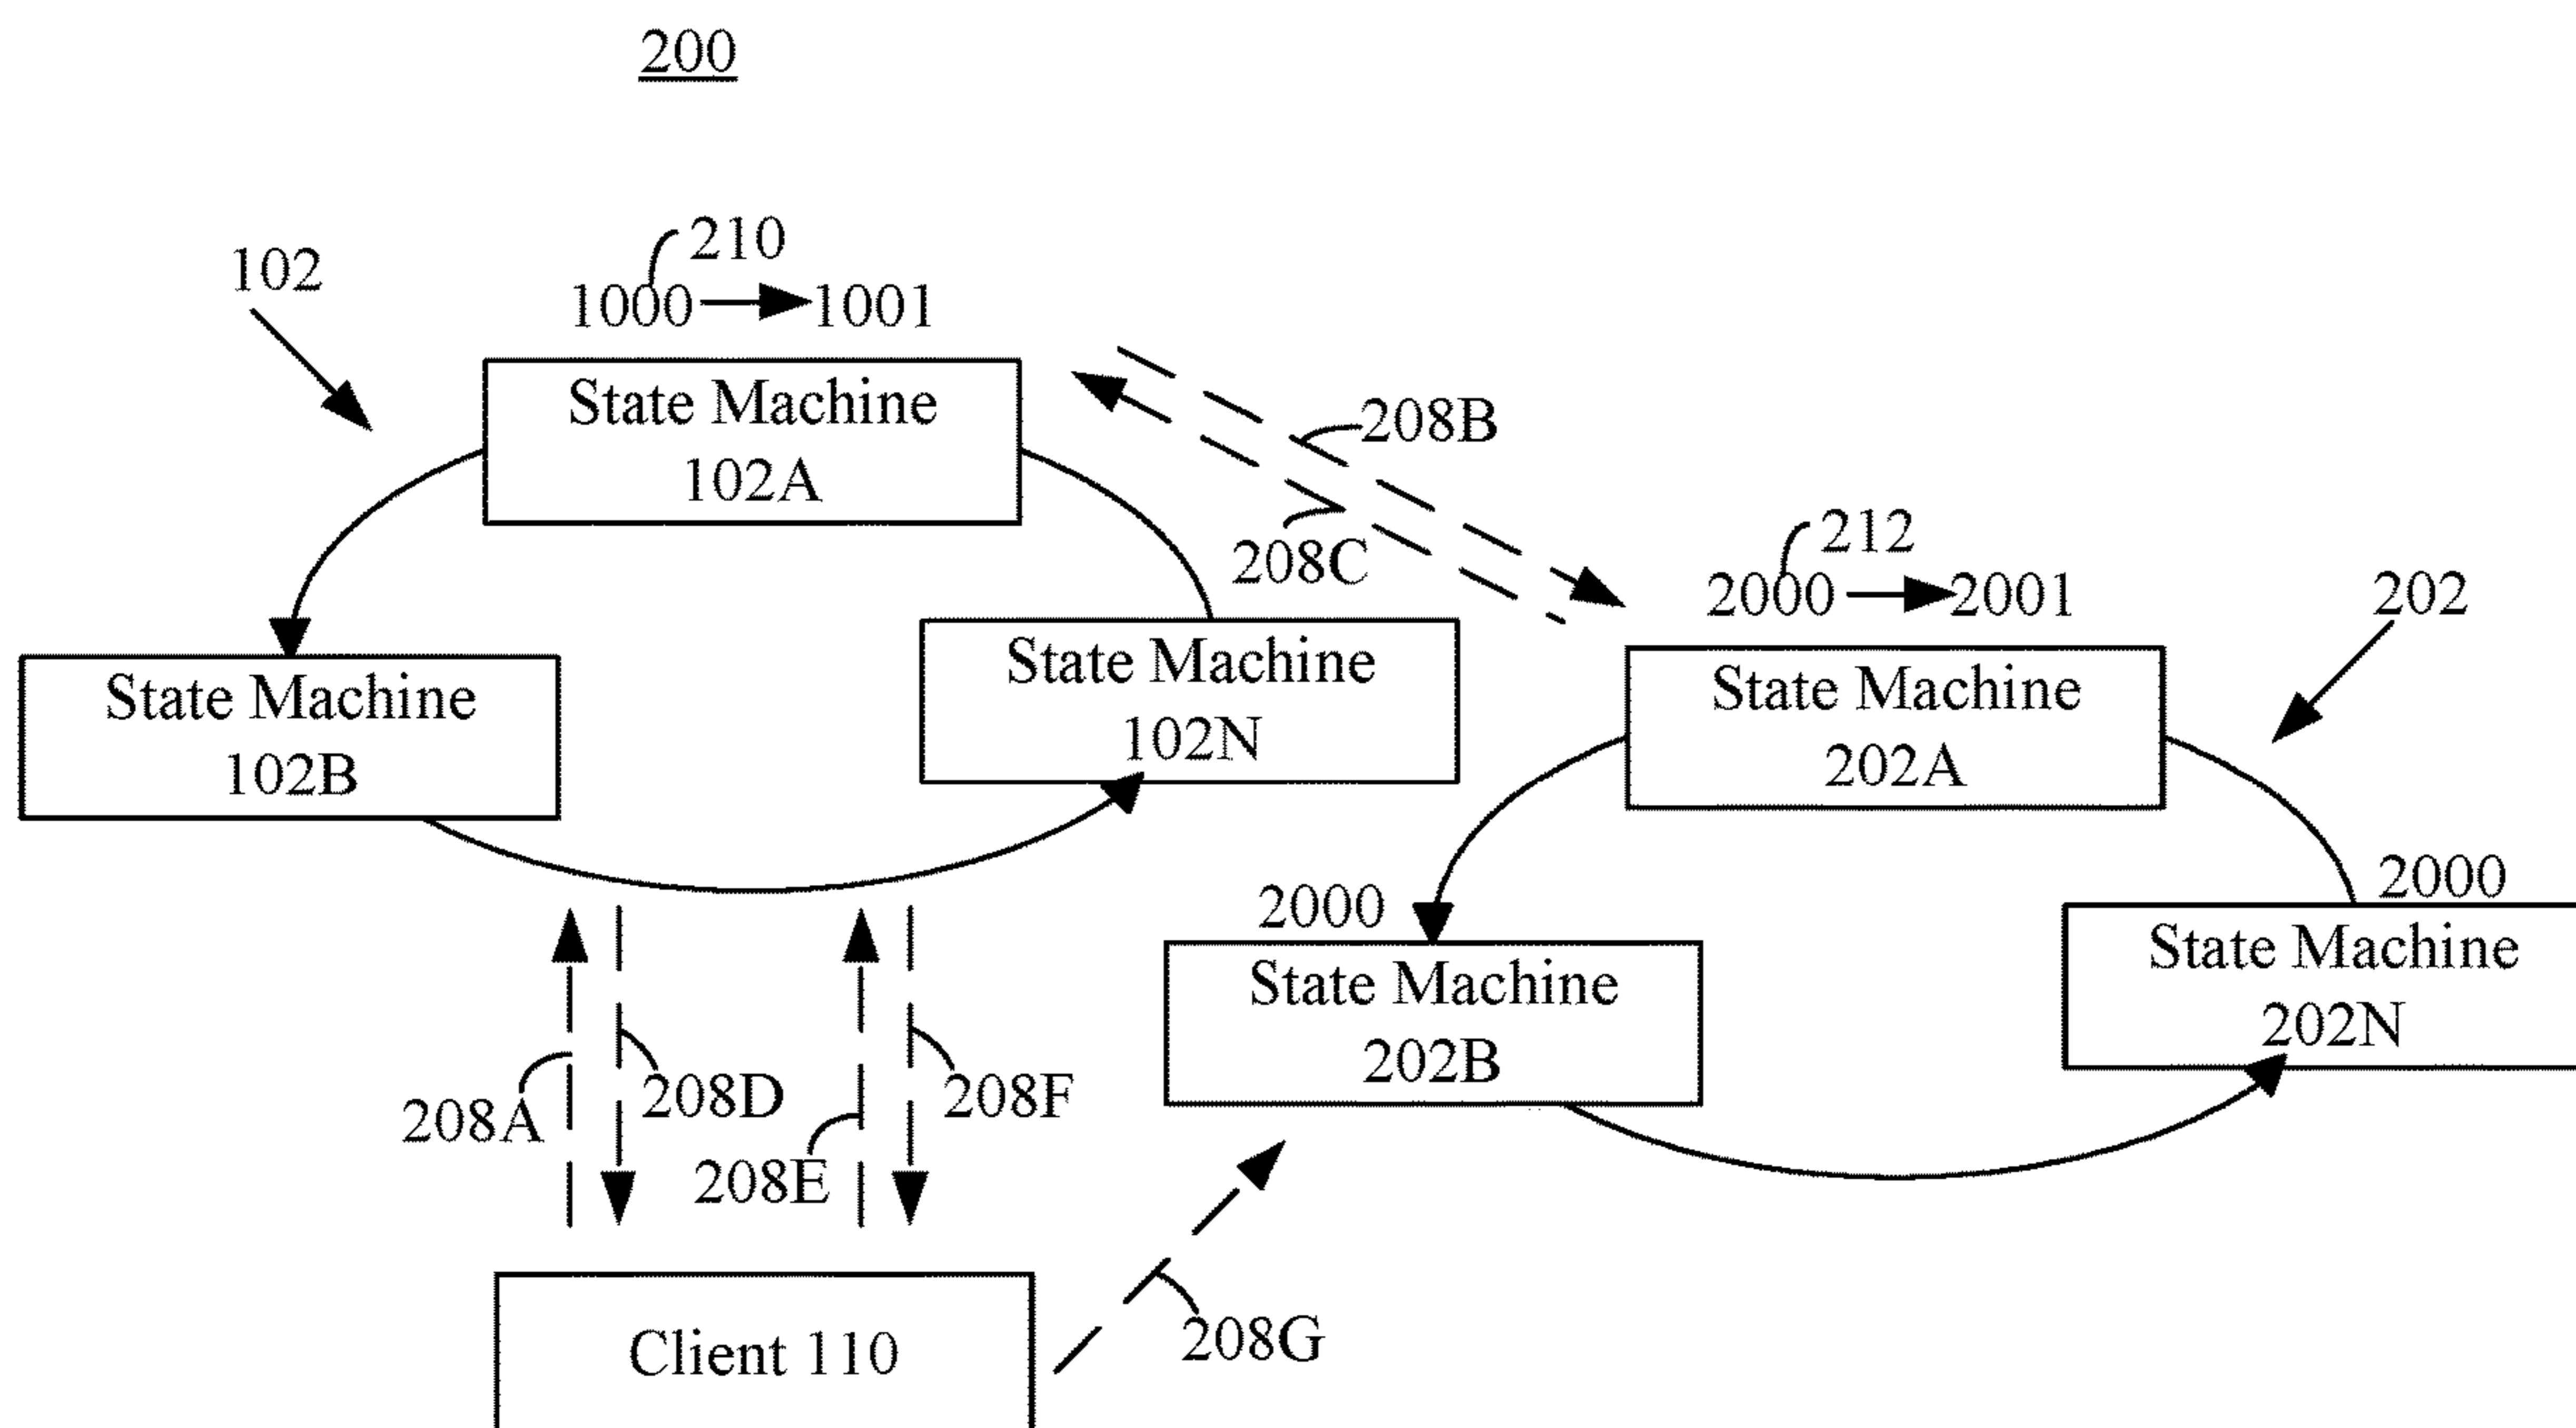 200
210
102
1000 1001
State Machine
102A
208B
208C
212
2000 2001
202
State Machine
102B
State Machine
102N
State Machine
202A
2000
State Machine
202B
2000
State Machine
202N
208A
208D
208E
208F
208G
Client 110